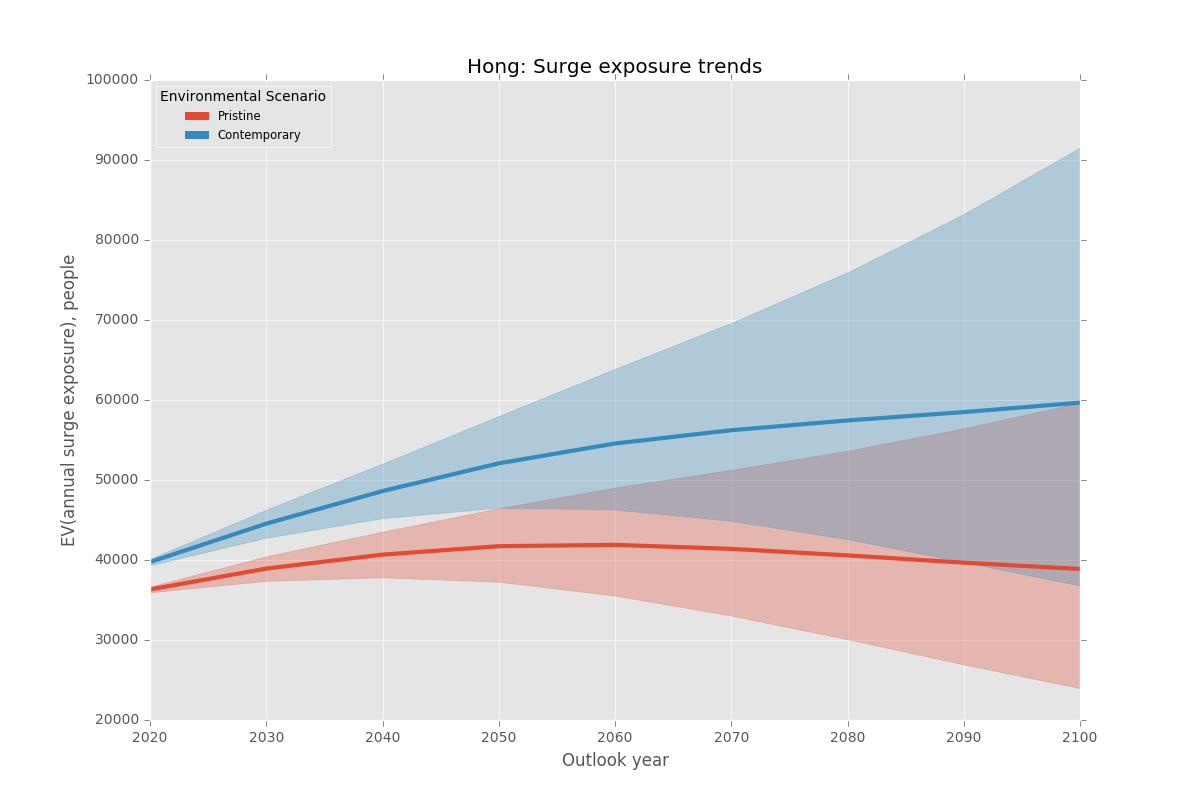 Hong: Surge exposure trends
Environmental Scenario
Pristine
Contemporary
100000
90000
80000
70000
60000
50000
40000
30000
20000
EV(annual surge exposure), people
2020 2030 2040 2050 2060 2070 2080 2090 2100
Outlook year